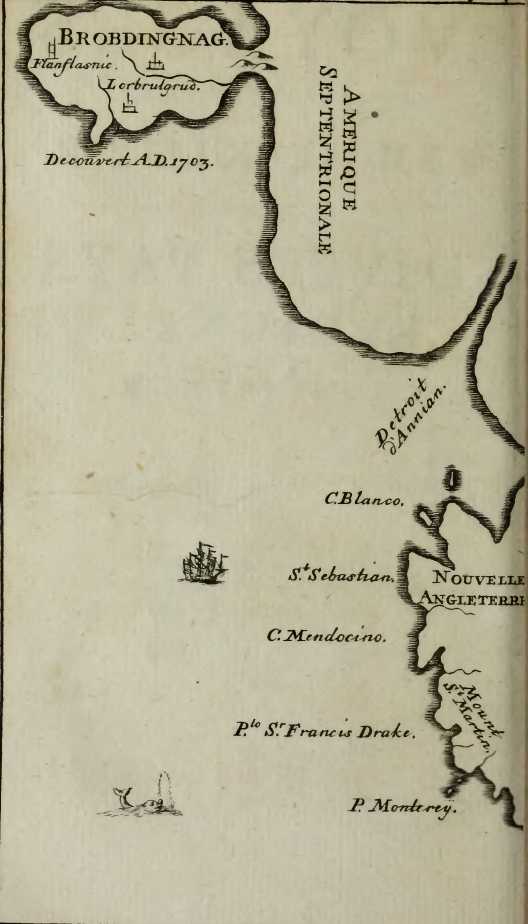 BROBDINGNAG.
Flanflasnic.
Lorbrulgrud.
Decouvert A.D. 1703.
AMERIQUE
SEPTENTRIONALE
Detroit
d'Annian.
C. Blanco.
S.t Sebastian.
NOUVELLE
ANGLETERRE
C. Mendocino.
Mount
S.t Martin.
P.to S.r Francis Drake.
P. Monterey.